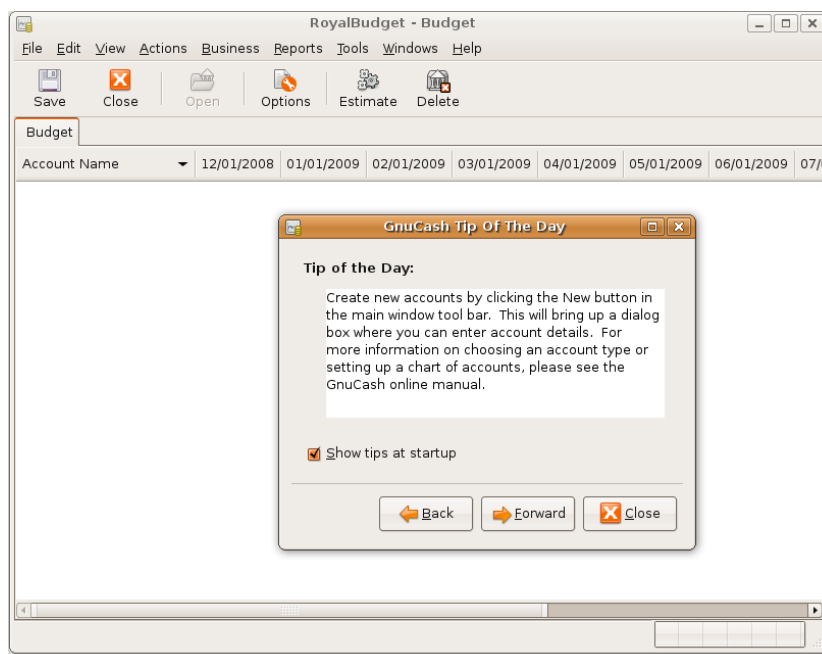 RoyalBudget - Budget
File Edit View Actions Business Reports Tools Windows Help
Save Close Open Options Estimate Delete
Budget
Account Name 12/01/2008 01/01/2009 02/01/2009 03/01/2009 04/01/2009 05/01/2009 06/01/2009 07/
GnuCash Tip Of The Day
Tip of the Day:
Create new accounts by clicking the New button in
the main window tool bar. This will bring up a dialog
box where you can enter account details. For
more information on choosing an account type or
setting up a chart of accounts, please see the
GnuCash online manual.
Show tips at startup
Back Forward Close